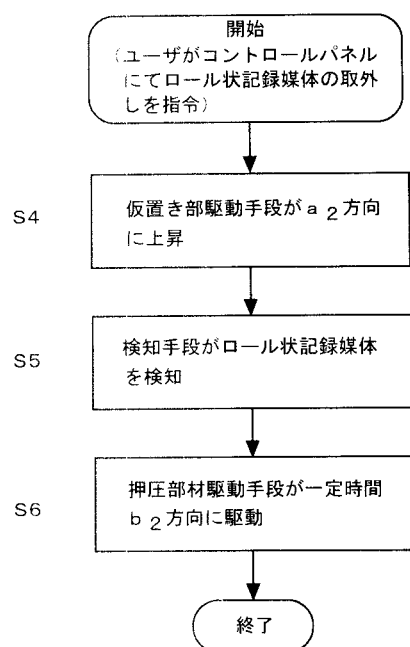 開始
(ユーザがコントロールパネル
にてロール状記録媒体の取外
しを指令)
S4
仮置き部駆動手段がa2方向
に上昇
S5
検知手段がロール状記録媒体
を検知
S6
押圧部材駆動手段が一定時間
b2方向に駆動
終了